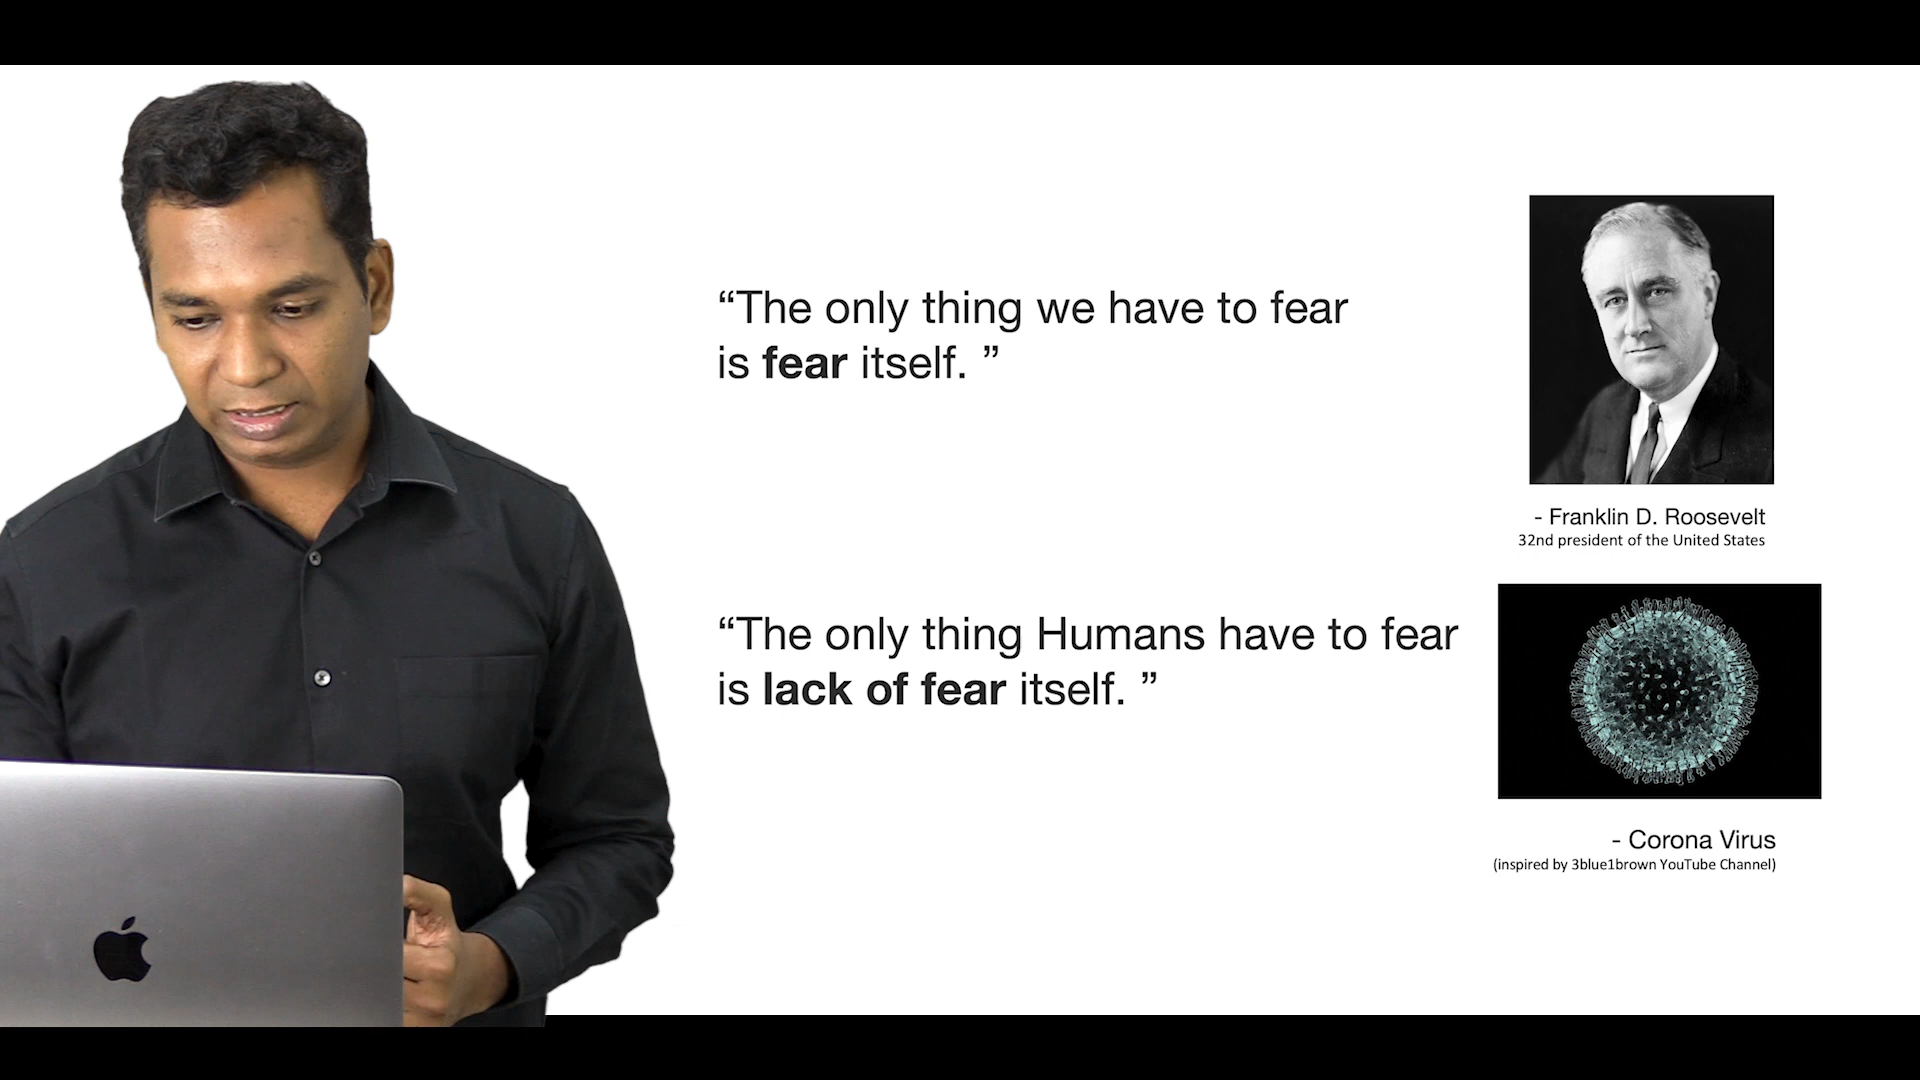 “The only thing we have to fear
is fear itself. ”
- Franklin D. Roosevelt
32nd president of the United States
“The only thing Humans have to fear
is lack of fear itself. ”
- Corona Virus
(inspired by 3blue1brown YouTube Channel)